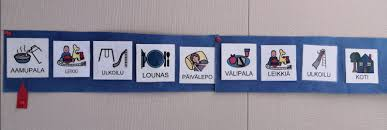 AAMUPALA
LEIKKI
ULKOILU
LOUNAS
PÄIVÄLEPO
VÄLIPALA
LEIKKIÄ
ULKOILU
KOTI